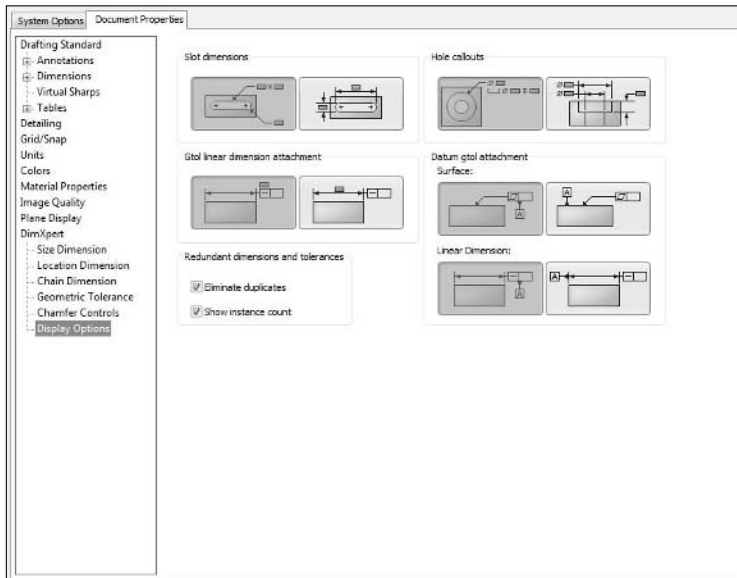 System Options
Document Properties
Drafting Standard
Annotations
Dimensions
Virtual Sharps
Tables
Detailing
Grid/Snap
Units
Colors
Material Properties
Image Quality
Plane Display
DimXpert
Size Dimension
Location Dimension
Chain Dimension
Geometric Tolerance
Chamfer Controls
Display Options
Slot dimensions
Hole callouts
Gtol linear dimension attachment
Datum gtol attachment
Surface:
A
A
Linear Dimension:
A
A
Redundant dimensions and tolerances
Eliminate duplicates
Show instance count